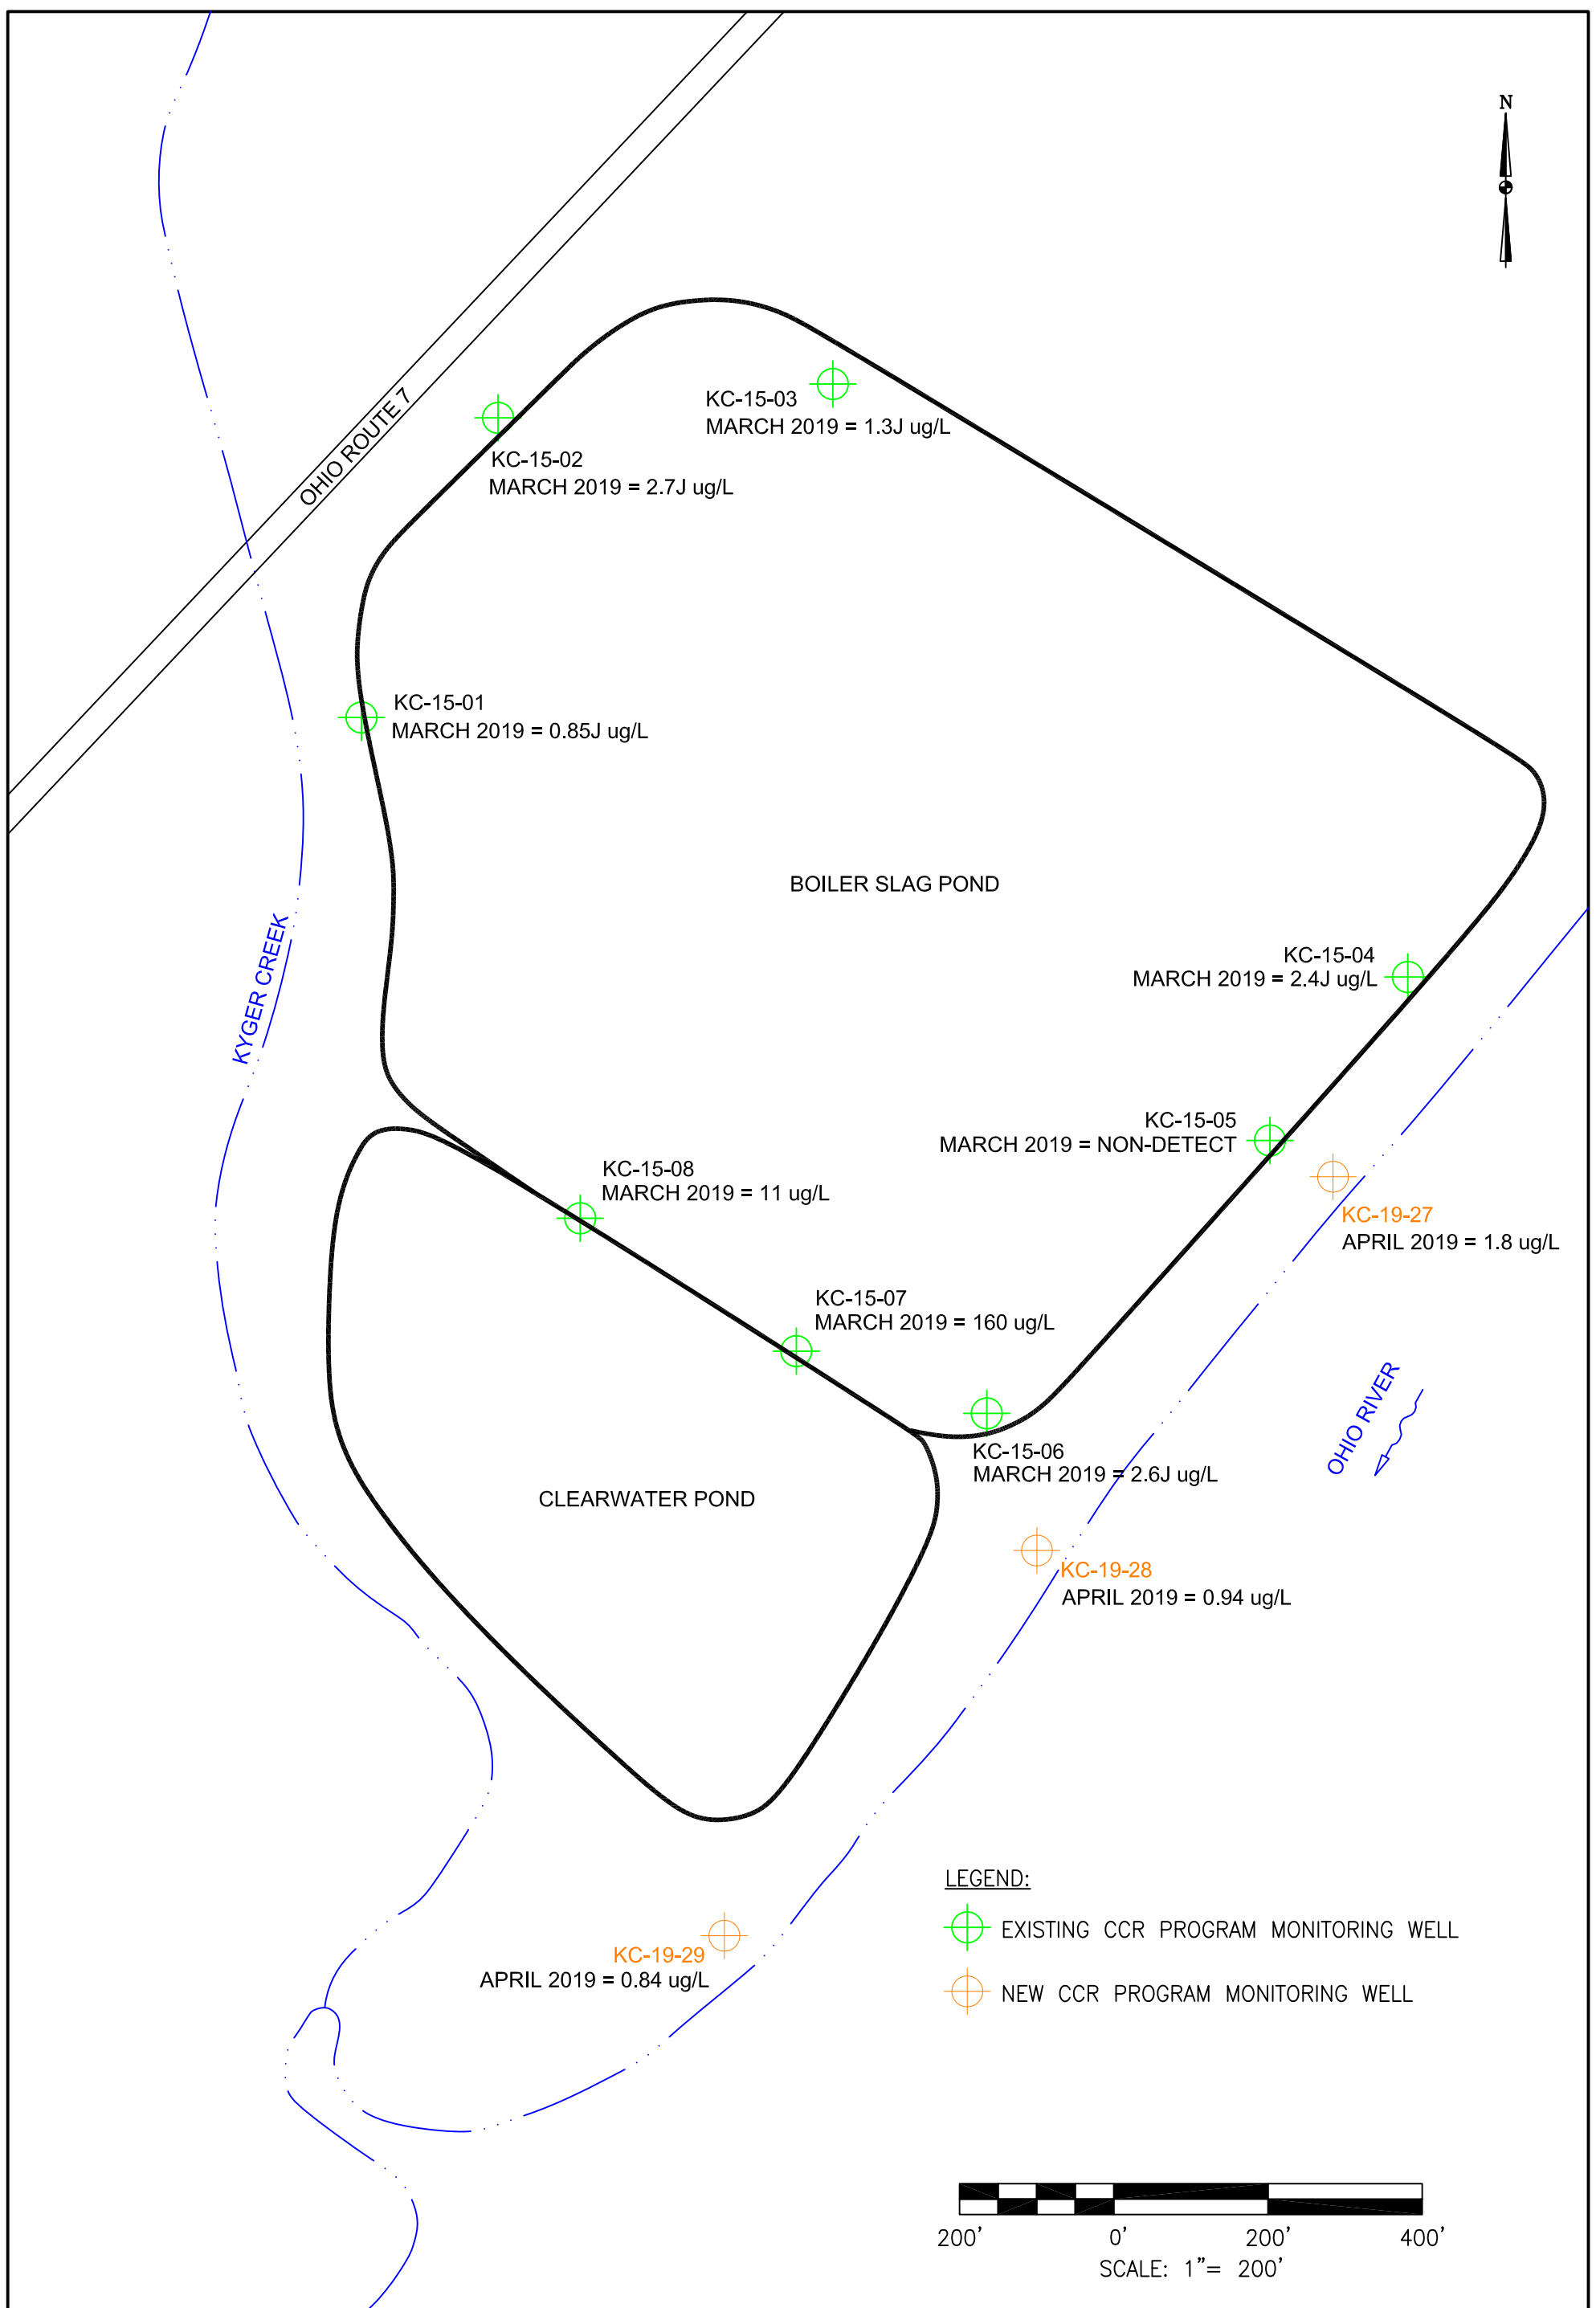 N
OHIO ROUTE 7
KC-15-03
MARCH 2019 = 1.3J ug/L
KC-15-02
MARCH 2019 = 2.7J ug/L
KC-15-01
MARCH 2019 = 0.85J ug/L
BOILER SLAG POND
KYGER CREEK
KC-15-04
MARCH 2019 = 2.4J ug/L
KC-15-05
MARCH 2019 = NON-DETECT
KC-15-08
MARCH 2019 = 11 ug/L
KC-19-27
APRIL 2019 = 1.8 ug/L
KC-15-07
MARCH 2019 = 160 ug/L
OHIO RIVER
KC-15-06
MARCH 2019 = 2.6J ug/L
CLEARWATER POND
KC-19-28
APRIL 2019 = 0.94 ug/L
KC-19-29
APRIL 2019 = 0.84 ug/L
LEGEND:
EXISTING CCR PROGRAM MONITORING WELL
NEW CCR PROGRAM MONITORING WELL
200' 0' 200' 400'
SCALE: 1"= 200'